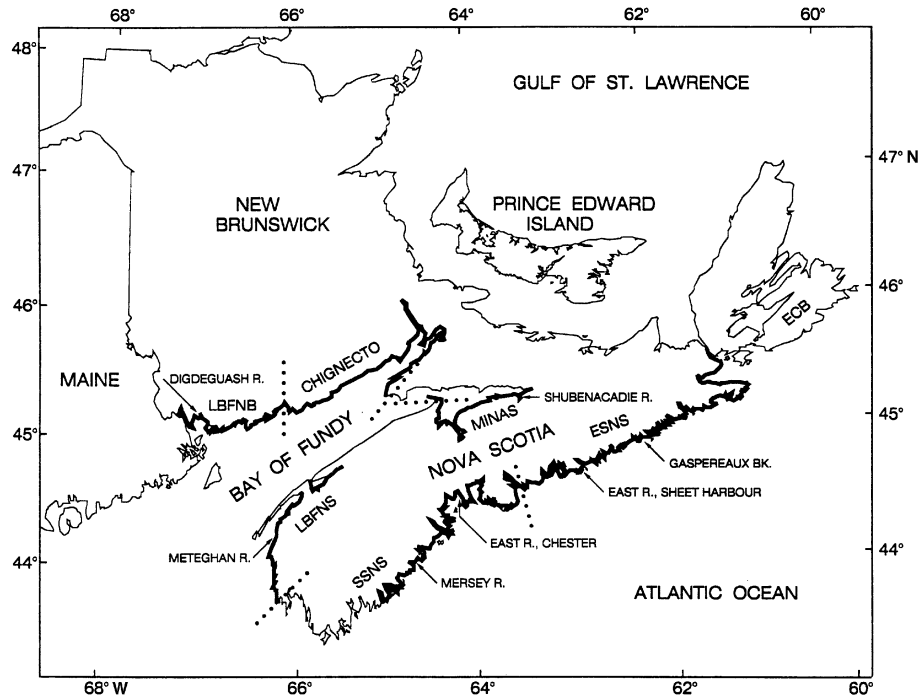 68°
66°
64°
62°
60°
48°
GULF OF ST. LAWRENCE
47°
47° N
NEW
BRUNSWICK
PRINCE EDWARD
ISLAND
46°
46°
ECB
MAINE
DIGDEGUASH R.
CHIGNECTO
LBFNB
SHUBENACADIE R.
45°
45°
MINAS
BAY OF FUNDY
NOVA SCOTIA
ESNS
GASPEREAUX BK.
EAST R., SHEET HARBOUR
LBFNS
EAST R., CHESTER
METEGHAN R.
44°
44°
SSNS
MERSEY R.
ATLANTIC OCEAN
68° W
66°
64°
62°
60°